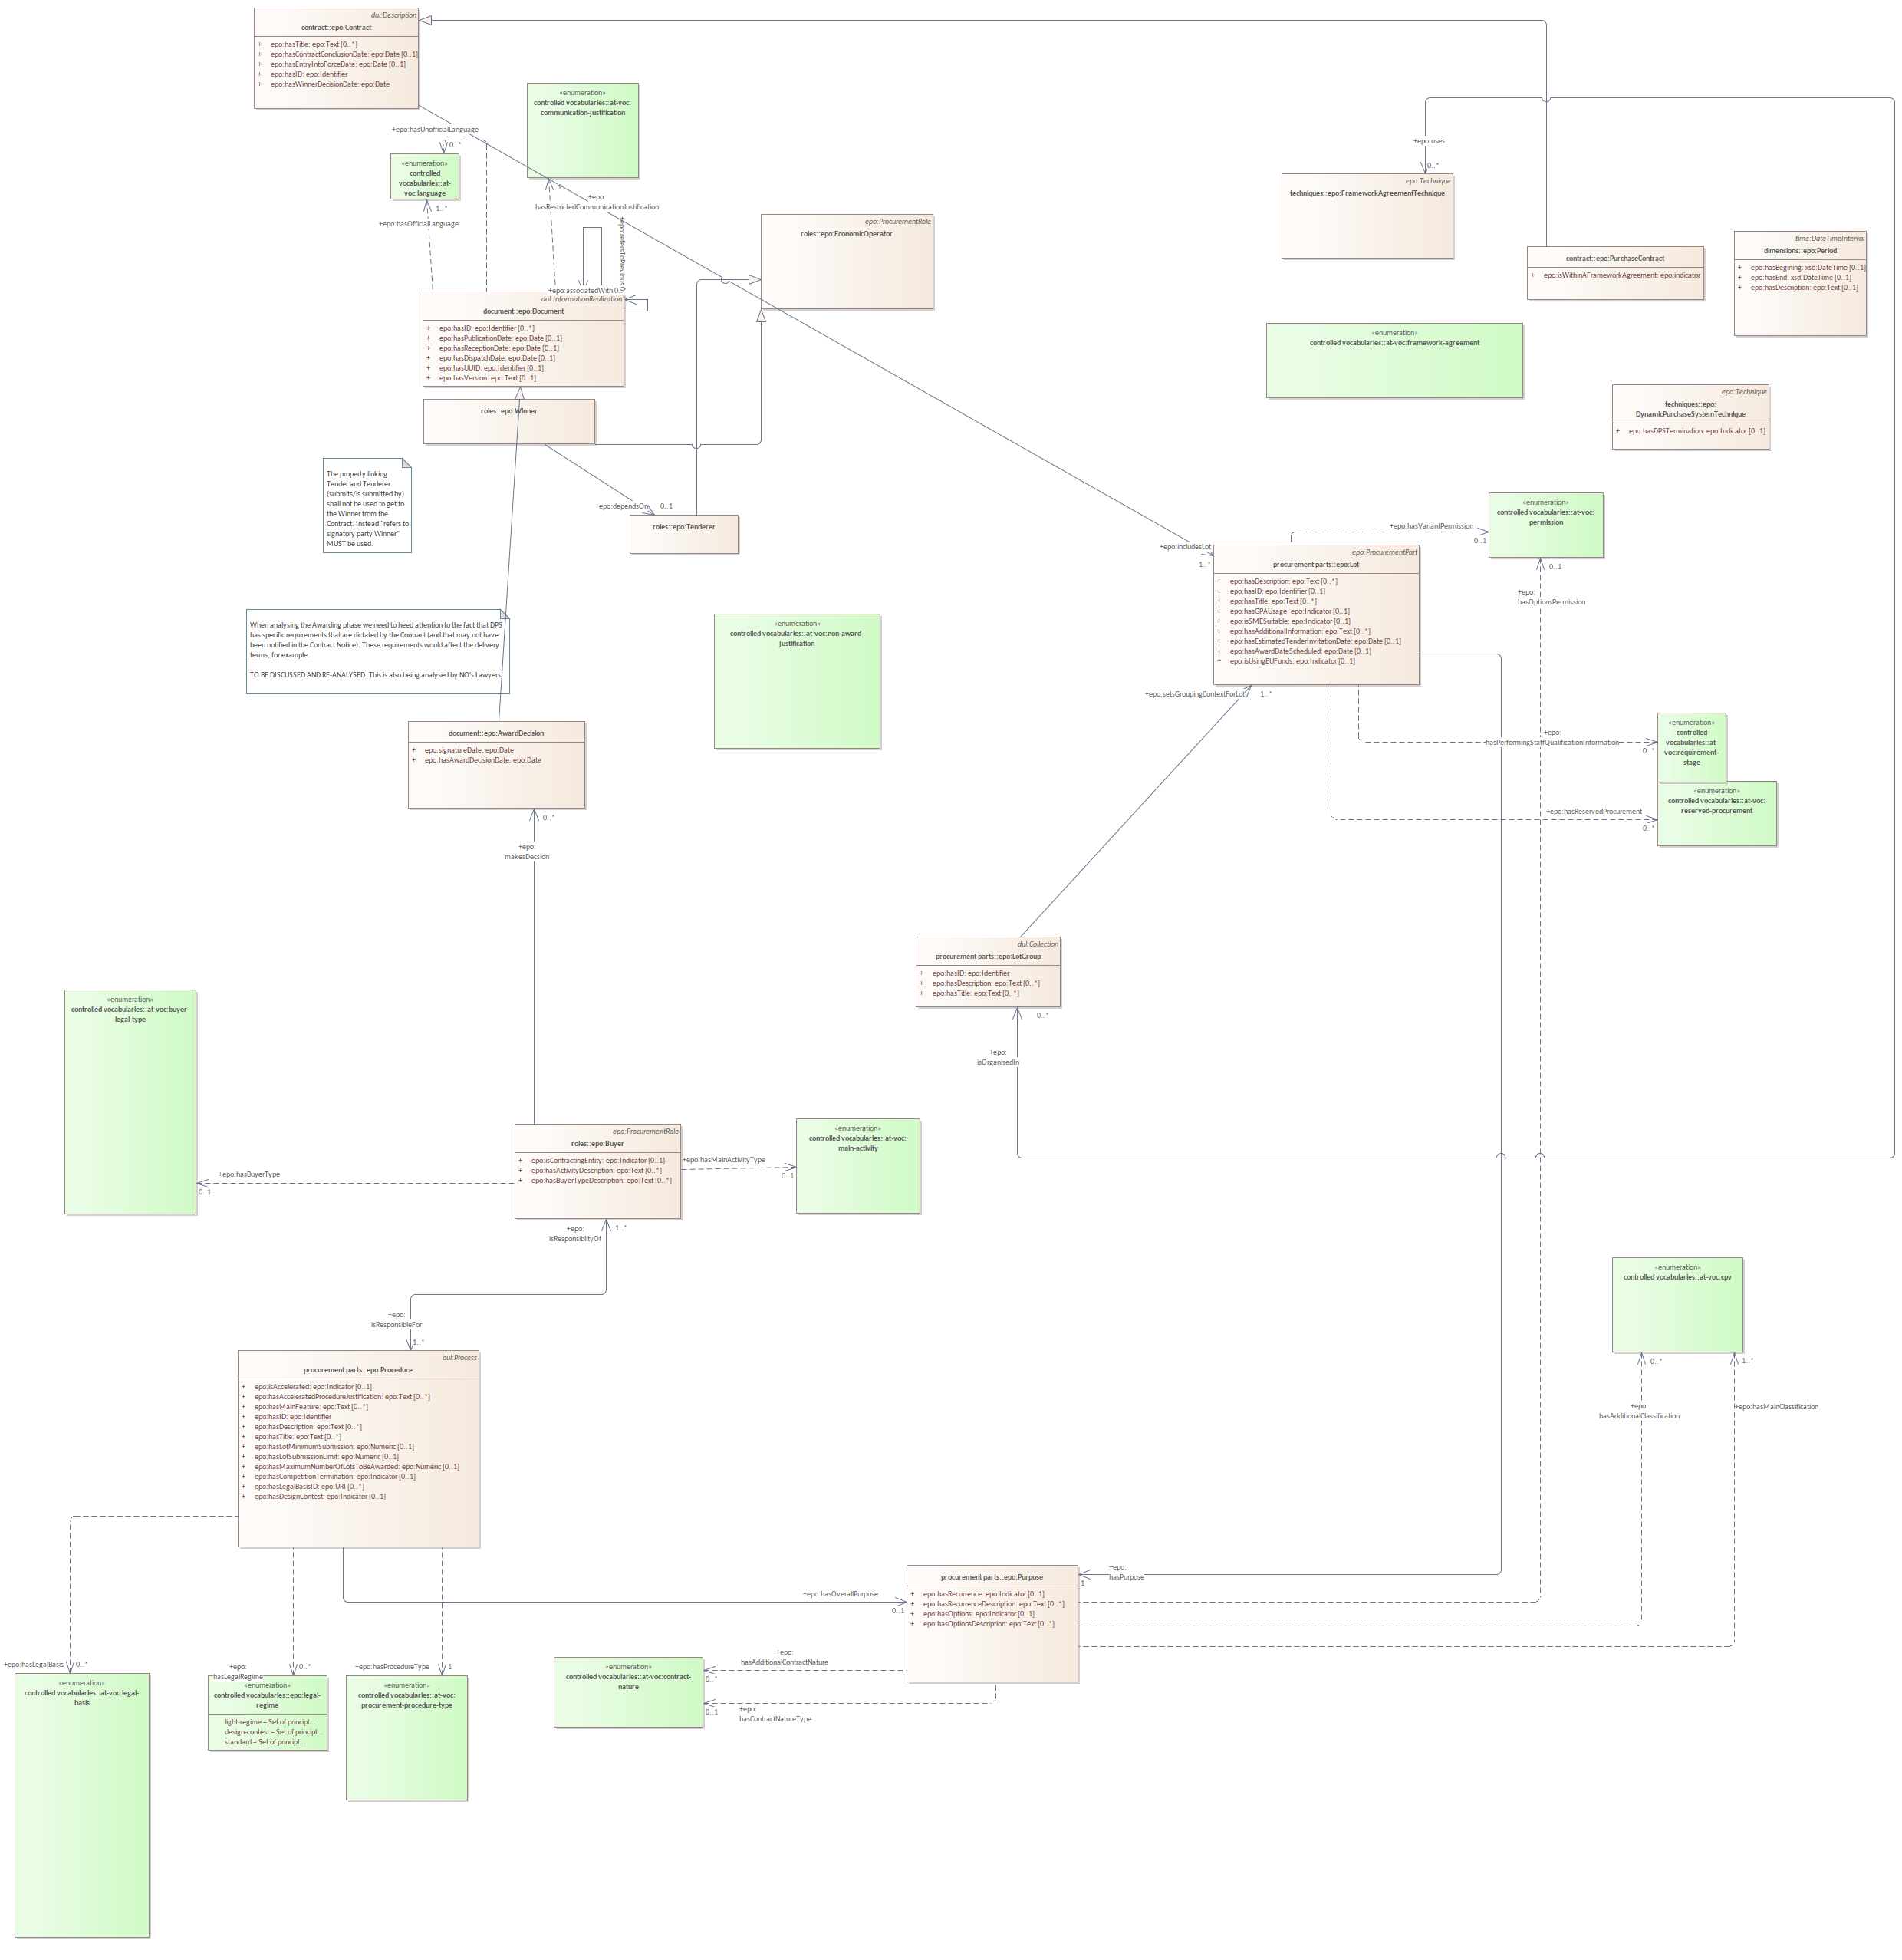 dul:Description
contract::epo:Contract
+ epo:hasTitle: epo:Text [0..*]
+ epo:hasContractConclusionDate: epo:Date [0..1]
+ epo:hasEntryIntoForceDate: epo:Date [0..1]
+ epo:hasID: epo:Identifier
+ epo:hasWinnerDecisionDate: epo:Date
«enumeration»
controlled vocabularies::at-voc:
communication-justification
+epo:hasUnofficialLanguage
0..*
«enumeration»
controlled
vocabularies::at-
voc:language
1..*
+epo:hasOfficialLanguage
1
+epo:
hasRestrictedCommunicationJustification
+epo:refersToPrevious 0..
+epo:associatedWith 0..
dul:InformationRealization
document::epo:Document
+ epo:hasID: epo:Identifier [0..*]
+ epo:hasPublicationDate: epo:Date [0..1]
+ epo:hasReceptionDate: epo:Date [0..1]
+ epo:hasDispatchDate: epo:Date [0..1]
+ epo:hasUUID: epo:Identifier [0..1]
+ epo:hasVersion: epo:Text [0..1]
epo:ProcurementRole
roles::epo:EconomicOperator
+epo:uses
0..*
epo:Technique
techniques::epo:FrameworkAgreementTechnique
contract::epo:PurchaseContract
+ epo:isWithinAFrameworkAgreement: epo:indicator
time:DateTimeInterval
dimensions::epo:Period
+ epo:hasBegining: xsd:DateTime [0..1]
+ epo:hasEnd: xsd:DateTime [0..1]
+ epo:hasDescription: epo:Text [0..1]
«enumeration»
controlled vocabularies::at-voc:framework-agreement
epo:Technique
techniques::epo:
DynamicPurchaseSystemTechnique
+ epo:hasDPSTermination: epo:Indicator [0..1]
roles::epo:Winner
The property linking
Tender and Tenderer
(submits/is submitted by)
shall not be used to get to
the Winner from the
Contract. Instead "refers to
signatory party Winner"
MUST be used.
+epo:dependsOn
0..1
roles::epo:Tenderer
«enumeration»
controlled vocabularies::at-voc:
permission
+epo:hasVariantPermission
0..1
0..1
+epo:
hasOptionsPermission
+epo:includesLot
1..*
epo:ProcurementPart
procurement parts::epo:Lot
+ epo:hasDescription: epo:Text [0..*]
+ epo:hasID: epo:Identifier [0..1]
+ epo:hasTitle: epo:Text [0..*]
+ epo:hasGPAUsage: epo:Indicator [0..1]
+ epo:isSMESuitable: epo:Indicator [0..1]
+ epo:hasAdditionalInformation: epo:Text [0..*]
+ epo:hasEstimatedTenderInvitationDate: epo:Date [0..1]
+ epo:hasAwardDateScheduled: epo:Date [0..1]
+ epo:isUsingEUFunds: epo:Indicator [0..1]
When analysing the Awarding phase we need to heed attention to the fact that DPS
has specific requirements that are dictated by the Contract (and that may not have
been notified in the Contract Notice). These requirements would affect the delivery
terms, for example.
TO BE DISCUSSED AND RE-ANALYSED. This is also being analysed by NO's Lawyers.
«enumeration»
controlled vocabularies::at-voc:non-award-
justification
+epo:setsGroupingContextForLot
1..*
document::epo:AwardDecision
+ epo:signatureDate: epo:Date
+ epo:hasAwardDecisionDate: epo:Date
«enumeration»
controlled
vocabularies::at-
voc:requirement-
stage
+epo:
hasPerformingStaffQualificationInformation
0..*
«enumeration»
controlled vocabularies::at-voc:
reserved-procurement
+epo:hasReservedProcurement
0..*
0..*
+epo:
makesDecsion
dul:Collection
procurement parts::epo:LotGroup
+ epo:hasID: epo:Identifier
+ epo:hasDescription: epo:Text [0..*]
+ epo:hasTitle: epo:Text [0..*]
0..*
+epo:
isOrganisedIn
«enumeration»
controlled vocabularies::at-voc:buyer-
legal-type
epo:ProcurementRole
roles::epo:Buyer
+ epo:isContractingEntity: epo:Indicator [0..1]
+ epo:hasActivityDescription: epo:Text [0..*]
+ epo:hasBuyerTypeDescription: epo:Text [0..*]
+epo:hasMainActivityType
0..1
«enumeration»
controlled vocabularies::at-voc:
main-activity
+epo:hasBuyerType
0..1
+epo:
isResponsiblityOf
1..*
+epo:
isResponsibleFor
1..*
«enumeration»
controlled vocabularies::at-voc:cpv
0..*
1..*
+epo:
hasAdditionalClassification
+epo:hasMainClassification
dul:Process
procurement parts::epo:Procedure
+ epo:isAccelerated: epo:Indicator [0..1]
+ epo:hasAcceleratedProcedureJustification: epo:Text [0..*]
+ epo:hasMainFeature: epo:Text [0..*]
+ epo:hasID: epo:Identifier
+ epo:hasDescription: epo:Text [0..*]
+ epo:hasTitle: epo:Text [0..*]
+ epo:hasLotMinimumSubmission: epo:Numeric [0..1]
+ epo:hasLotSubmissionLimit: epo:Numeric [0..1]
+ epo:hasMaximumNumberOfLotsToBeAwarded: epo:Numeric [0..1]
+ epo:hasCompetitionTermination: epo:Indicator [0..1]
+ epo:hasLegalBasisID: epo:URI [0..*]
+ epo:hasDesignContest: epo:Indicator [0..1]
+epo:hasOverallPurpose
0..1
procurement parts::epo:Purpose
+ epo:hasRecurrence: epo:Indicator [0..1]
+ epo:hasRecurrenceDescription: epo:Text [0..*]
+ epo:hasOptions: epo:Indicator [0..1]
+ epo:hasOptionsDescription: epo:Text [0..*]
+epo:
hasPurpose
1
+epo:hasLegalBasis
0..*
«enumeration»
controlled vocabularies::at-voc:legal-
basis
+epo:
hasLegalRegime
0..*
«enumeration»
controlled vocabularies::epo:legal-
regime
light-regime = Set of principl...
design-contest = Set of principl...
standard = Set of principl...
+epo:hasProcedureType
1
«enumeration»
controlled vocabularies::at-voc:
procurement-procedure-type
«enumeration»
controlled vocabularies::at-voc:contract-
nature
+epo:
hasAdditionalContractNature
0..*
0..1
+epo:
hasContractNatureType